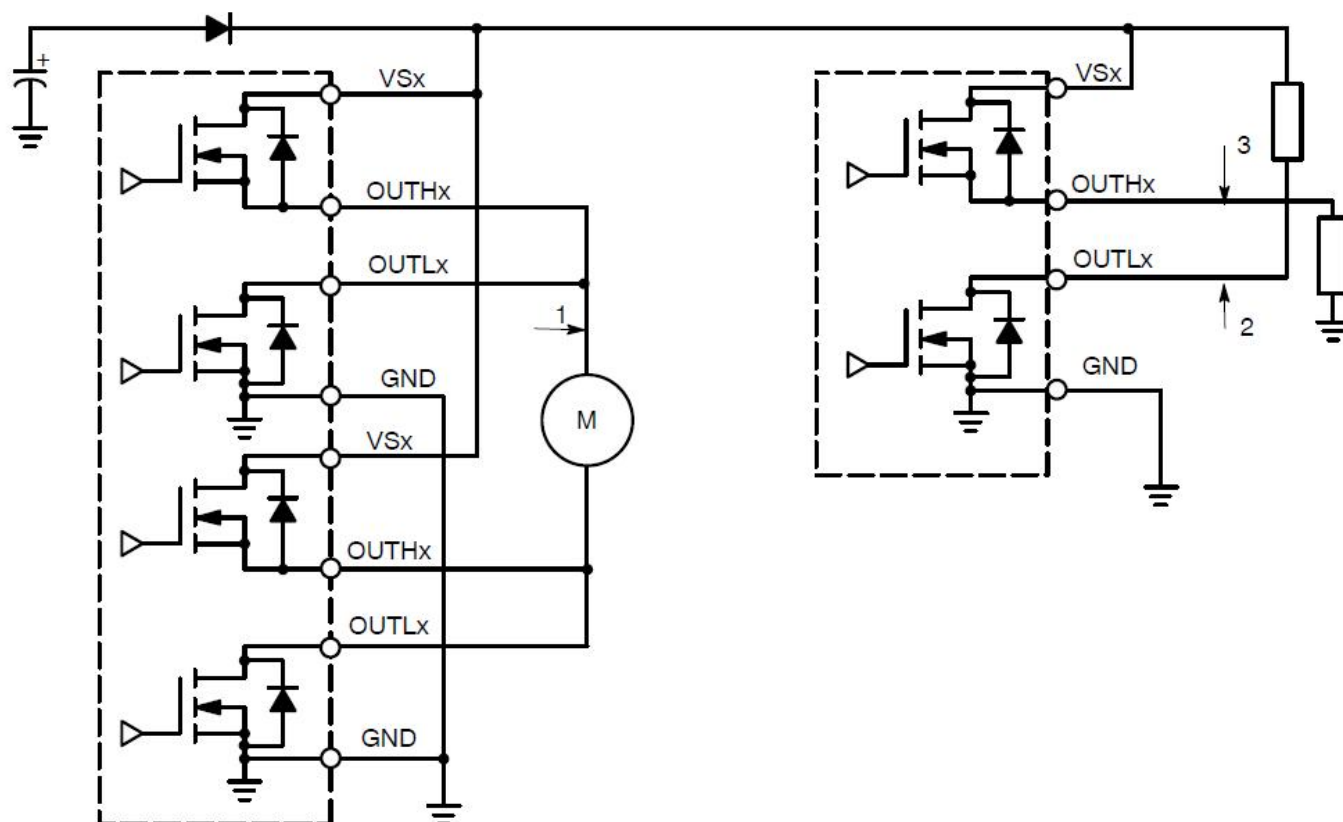 +
VSx
OUTHx
OUTLx
1
GND
M
VSx
OUTHx
OUTLx
GND
VSx
3
OUTHx
OUTLx
2
GND